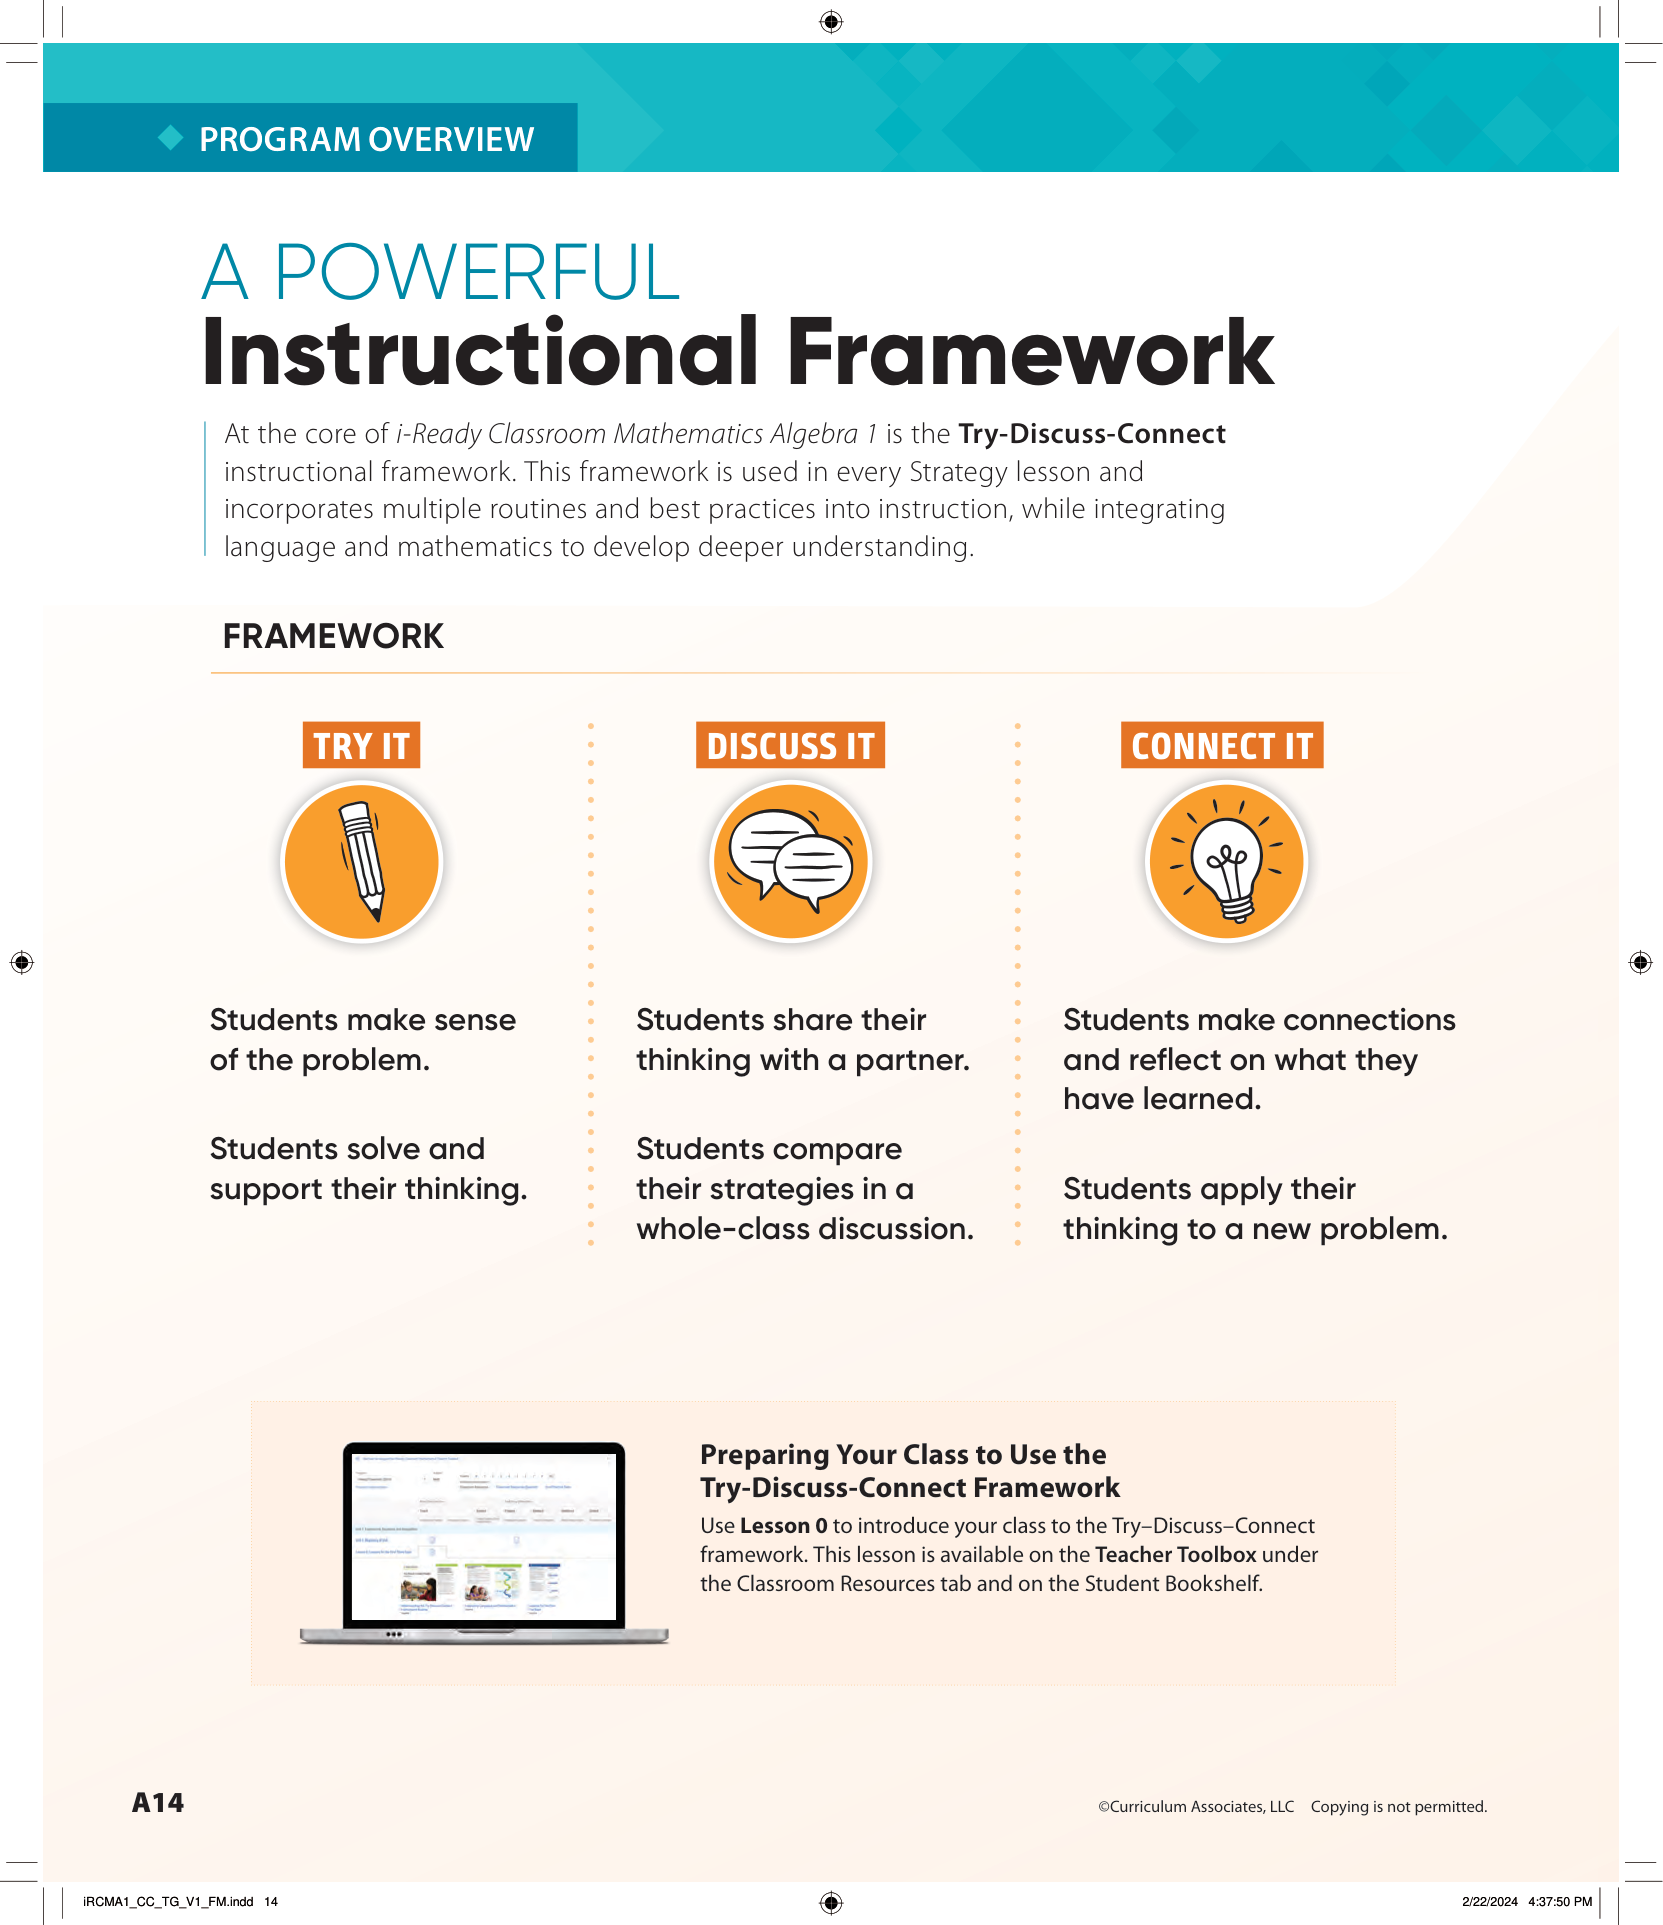 PROGRAM OVERVIEW
A POWERFUL
Instructional Framework
At the core of i-Ready Classroom Mathematics Algebra 1 is the Try-Discuss-Connect
instructional framework. This framework is used in every Strategy lesson and
incorporates multiple routines and best practices into instruction, while integrating
language and mathematics to develop deeper understanding.
FRAMEWORK
TRY IT
Students make sense
of the problem.
Students solve and
support their thinking.
DISCUSS IT
Students share their
thinking with a partner.
Students compare
their strategies in a
whole-class discussion.
CONNECT IT
Students make connections
and reflect on what they
have learned.
Students apply their
thinking to a new problem.
Preparing Your Class to Use the
Try-Discuss-Connect Framework
Use Lesson 0 to introduce your class to the Try–Discuss–Connect
framework. This lesson is available on the Teacher Toolbox under
the Classroom Resources tab and on the Student Bookshelf.
A14
©Curriculum Associates, LLC Copying is not permitted.
iRCMA1_CC_TG_V1_FM.indd 14
2/22/2024 4:37:50 PM